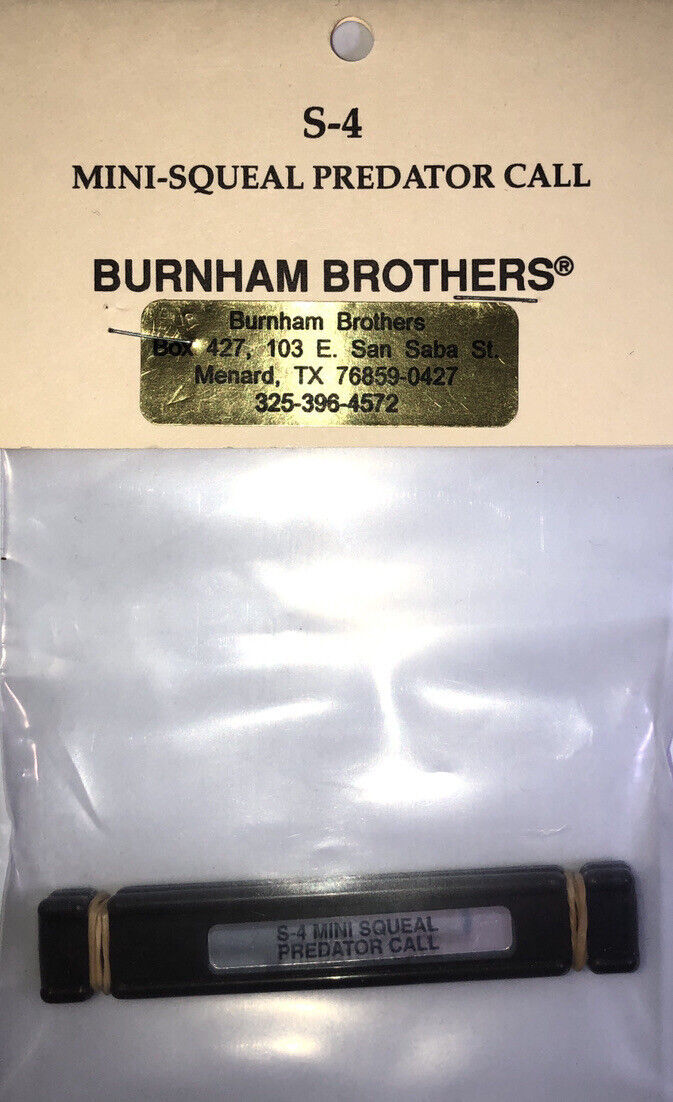 S-4
MINI-SQUEAL PREDATOR CALL
BURNHAM BROTHERS®
Burnham Brothers
Box 427, 103 E. San Saba St.
Menard, TX 76859-0427
325-396-4572
S-4 MINI SQUEAL
PREDATOR CALL